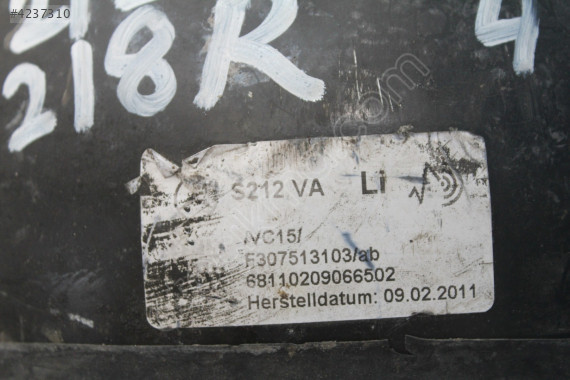 #4237310
218R 4
S212 VA Li
VC15/
F307513103/ab
68110209066502
Herstelldatum: 09.02.2011